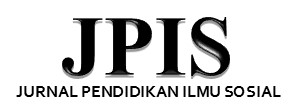 JPIS
JURNAL PENDIDIKAN ILMU SOSIAL